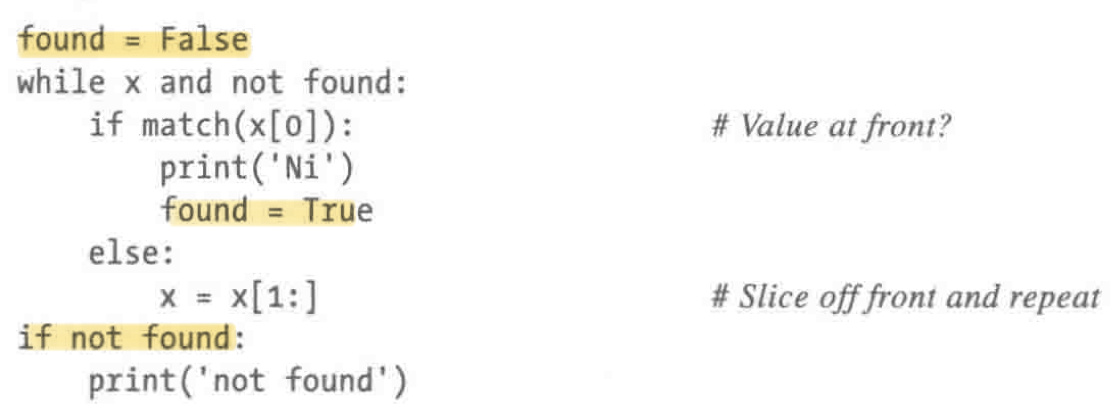 found = False
while x and not found:
    if match(x[0]):                    # Value at front?
        print('Ni')
        found = True
    else:
        x = x[1:]                      # Slice off front and repeat
if not found:
    print('not found')